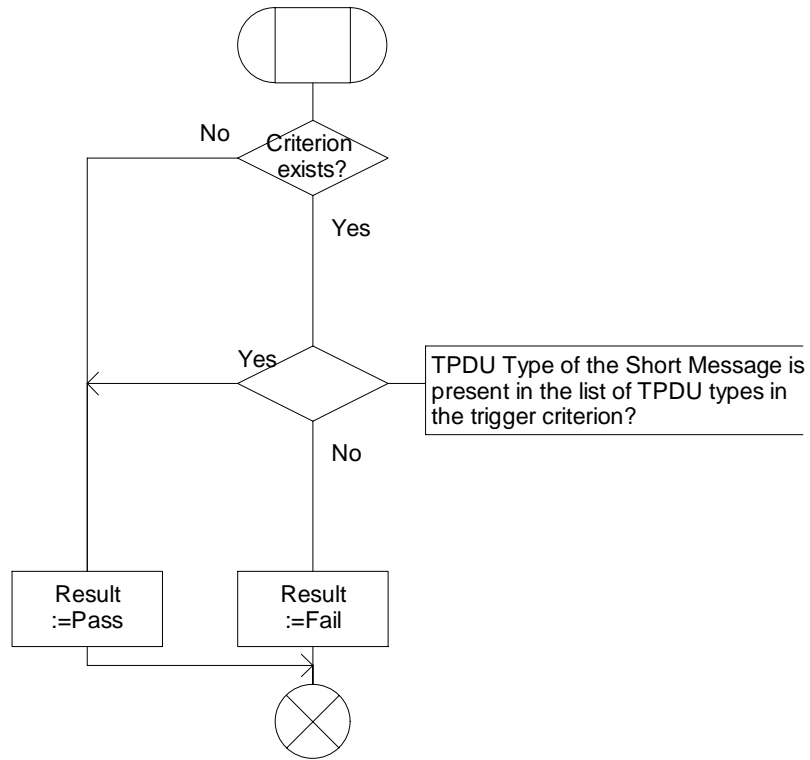 No
Criterion
exists?
Yes
Yes
TPDU Type of the Short Message is
present in the list of TPDU types in
the trigger criterion?
No
Result
:=Pass
Result
:=Fail